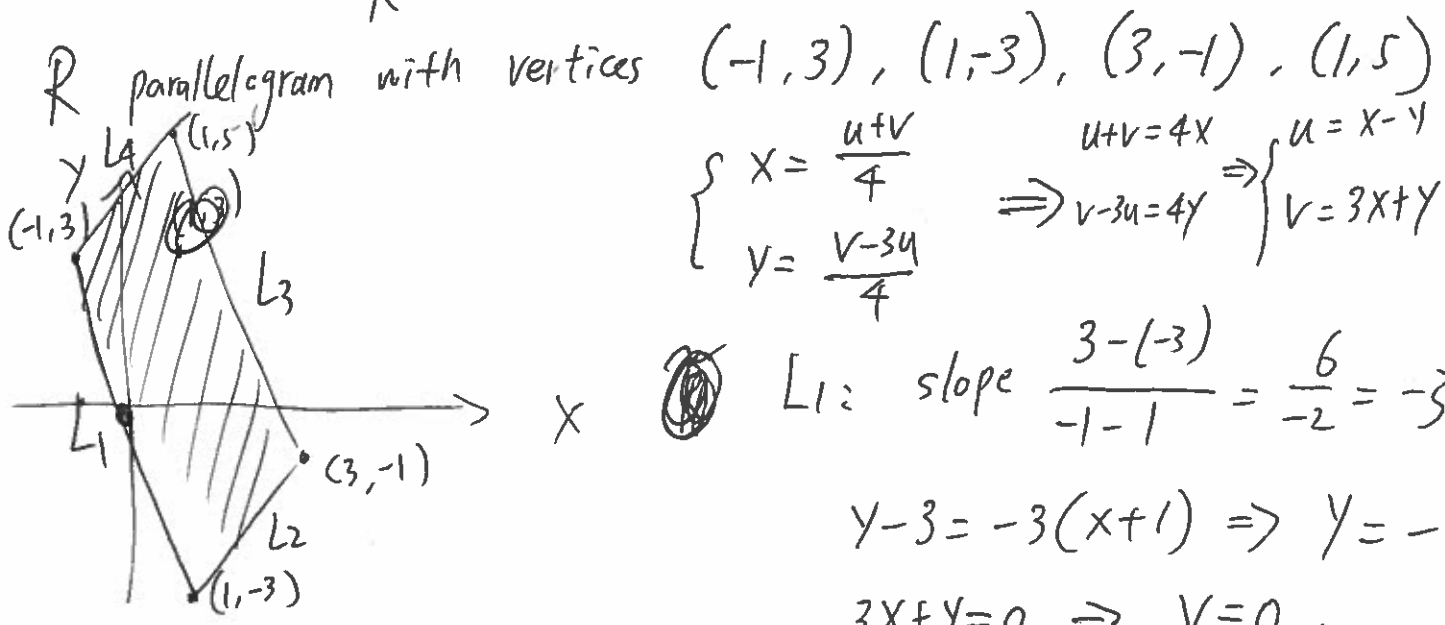 R
R parallelogram with vertices (-1,3), (1,-3), (3,-1), (1,5)
(1,5)
y
L4
(-1,3)
L3
L1
x
(3,-1)
L2
(1,-3)
{ x = (u+v)/4
y = (v-3u)/4
⇒ u+v=4x
v-3u=4y
⇒ { u = x-y
v = 3x+y
L1: slope (3-(-3))/(-1-1) = 6/-2 = -3
y-3=-3(x+1) ⇒ y = -
3x+y=0 ⇒ v=0